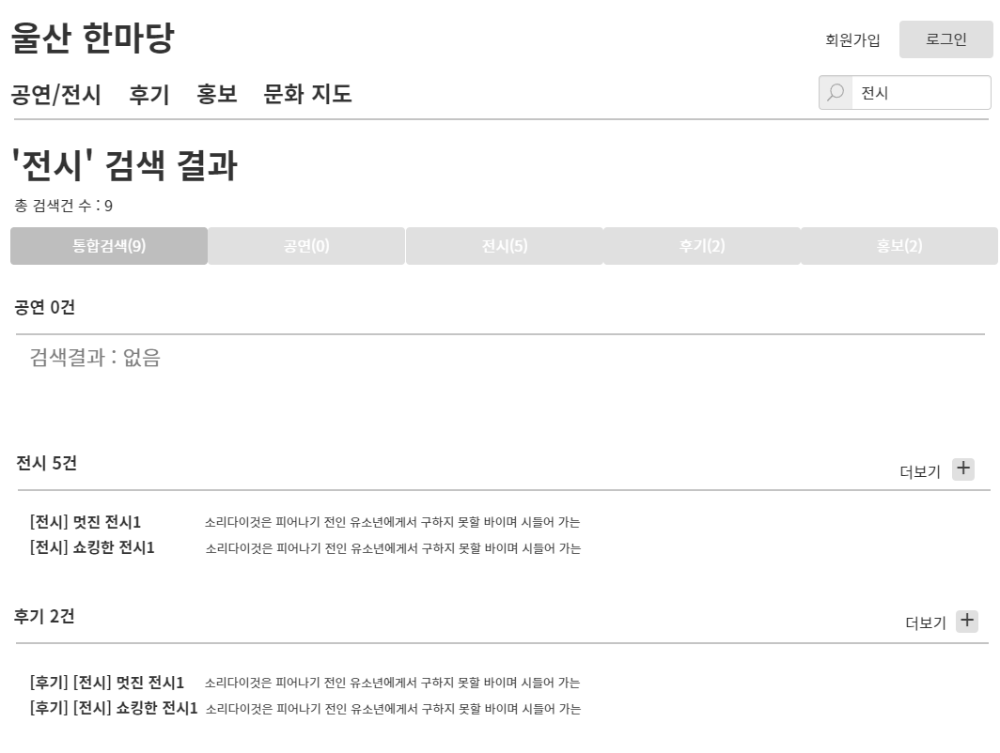 울산 한마당
회원가입
로그인
공연/전시 후기 홍보 문화 지도
전시
'전시' 검색 결과
총 검색건 수 : 9
통합검색(9) 공연(0) 전시(5) 후기(2) 홍보(2)
공연 0건
검색결과 : 없음
전시 5건
더보기 +
[전시] 멋진 전시1 소리다이것은 피어나기 전인 유소년에게서 구하지 못할 바이며 시들어 가는
[전시] 쇼킹한 전시1 소리다이것은 피어나기 전인 유소년에게서 구하지 못할 바이며 시들어 가는
후기 2건
더보기 +
[후기] [전시] 멋진 전시1 소리다이것은 피어나기 전인 유소년에게서 구하지 못할 바이며 시들어 가는
[후기] [전시] 쇼킹한 전시1 소리다이것은 피어나기 전인 유소년에게서 구하지 못할 바이며 시들어 가는